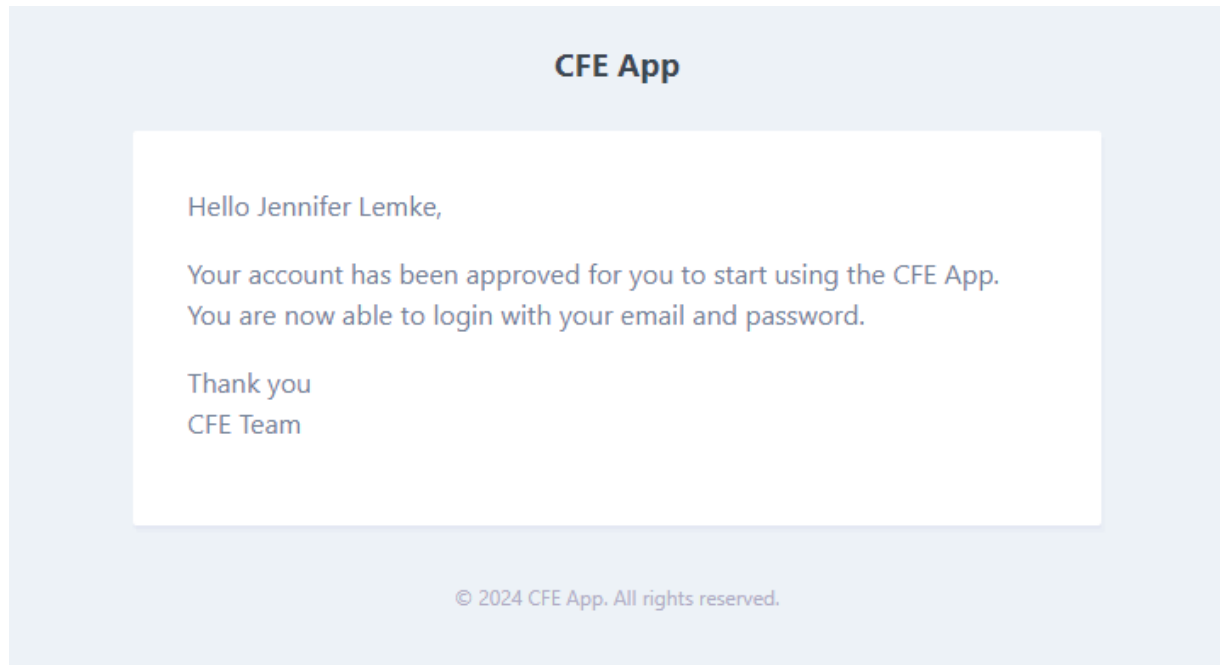 CFE App
Hello Jennifer Lemke,
Your account has been approved for you to start using the CFE App.
You are now able to login with your email and password.
Thank you
CFE Team
© 2024 CFE App. All rights reserved.